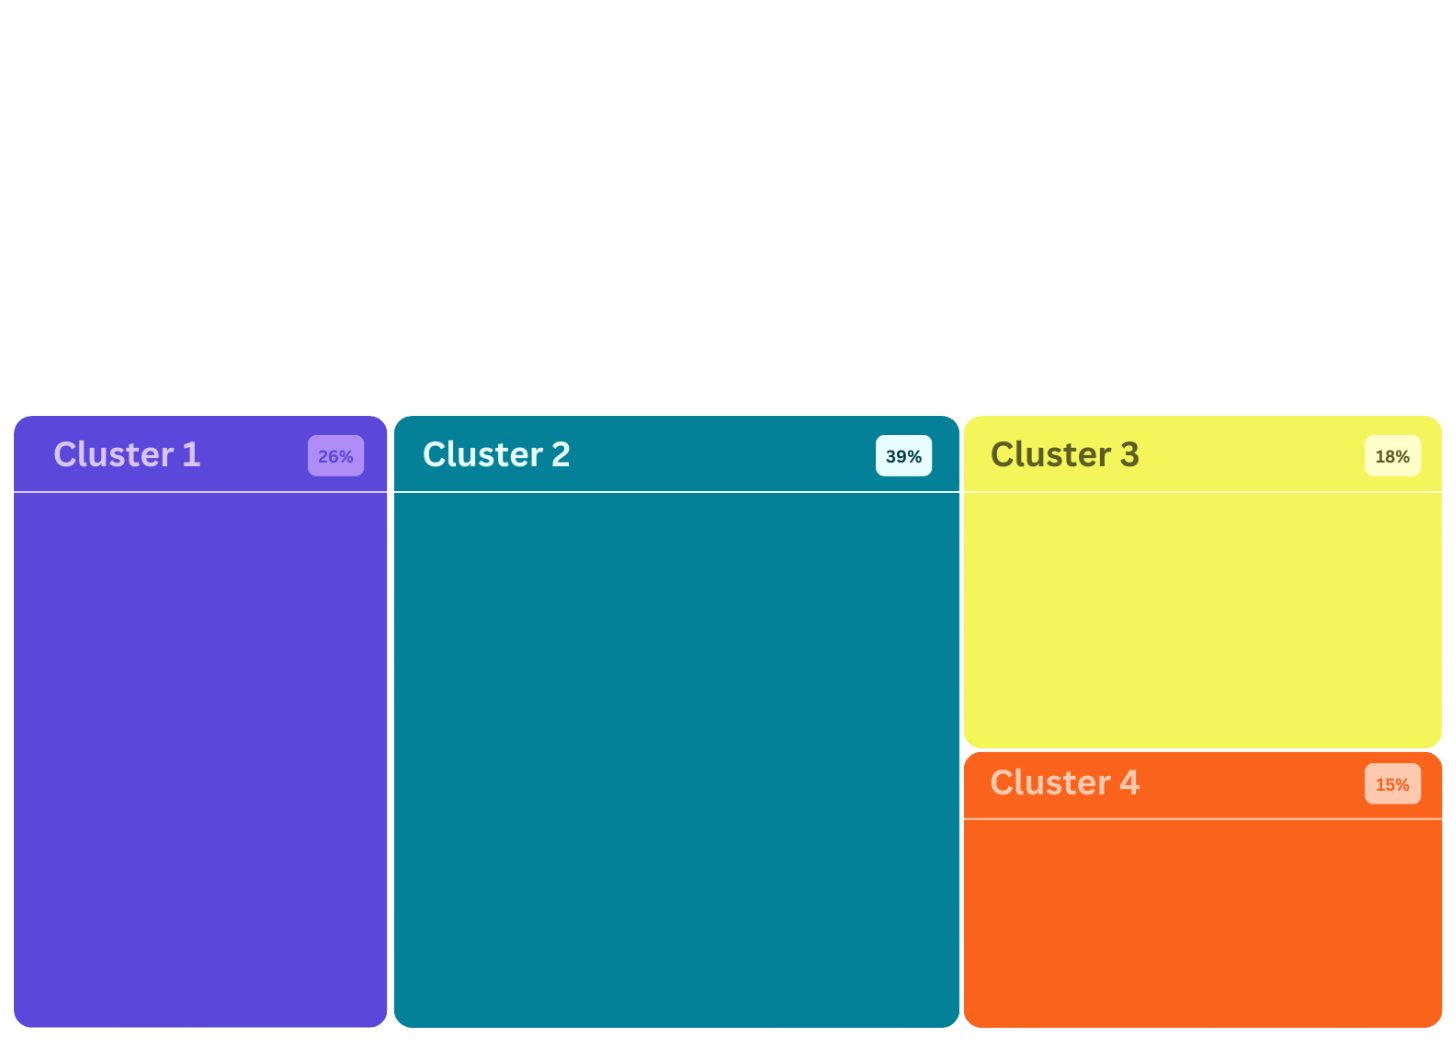 Cluster 1
26%
Cluster 2
39%
Cluster 3
18%
Cluster 4
15%